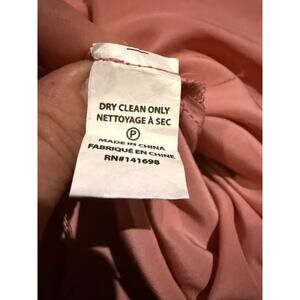 DRY CLEAN ONLY
NETTOYAGE À SEC
P
MADE IN CHINA
FABRIQUÉ EN CHINE
RN#141698